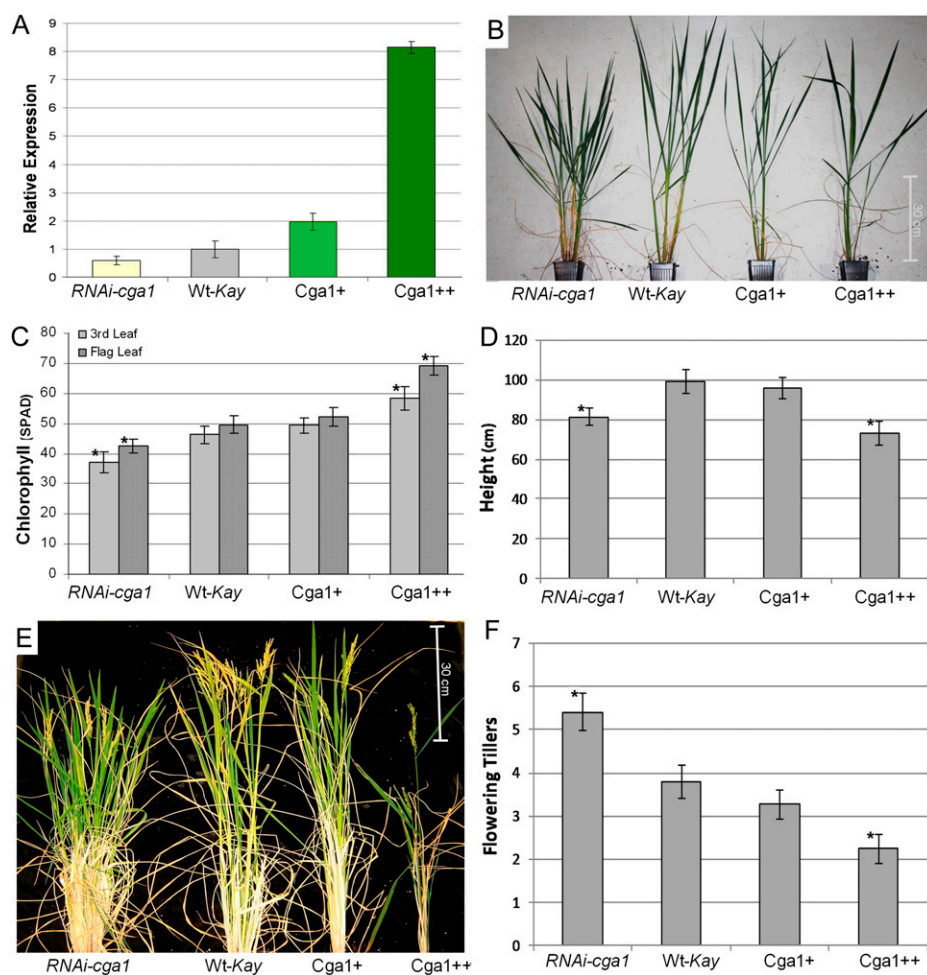 A
Relative Expression
9
8
7
6
5
4
3
2
1
0
RNAi-cga1 Wt-Kay Cga1+ Cga1++
B
30 cm
RNAi-cga1 Wt-Kay Cga1+ Cga1++
C
3rd Leaf
Flag Leaf
Chlorophyll (SPAD)
80
70
60
50
40
30
20
10
0
* * * *
RNAi-cga1 Wt-Kay Cga1+ Cga1++
D
Height (cm)
120
100
80
60
40
20
0
* *
RNAi-cga1 Wt-Kay Cga1+ Cga1++
E
30 cm
RNAi-cga1 Wt-Kay Cga1+ Cga1++
F
Flowering Tillers
7
6
5
4
3
2
1
0
* *
RNAi-cga1 Wt-Kay Cga1+ Cga1++